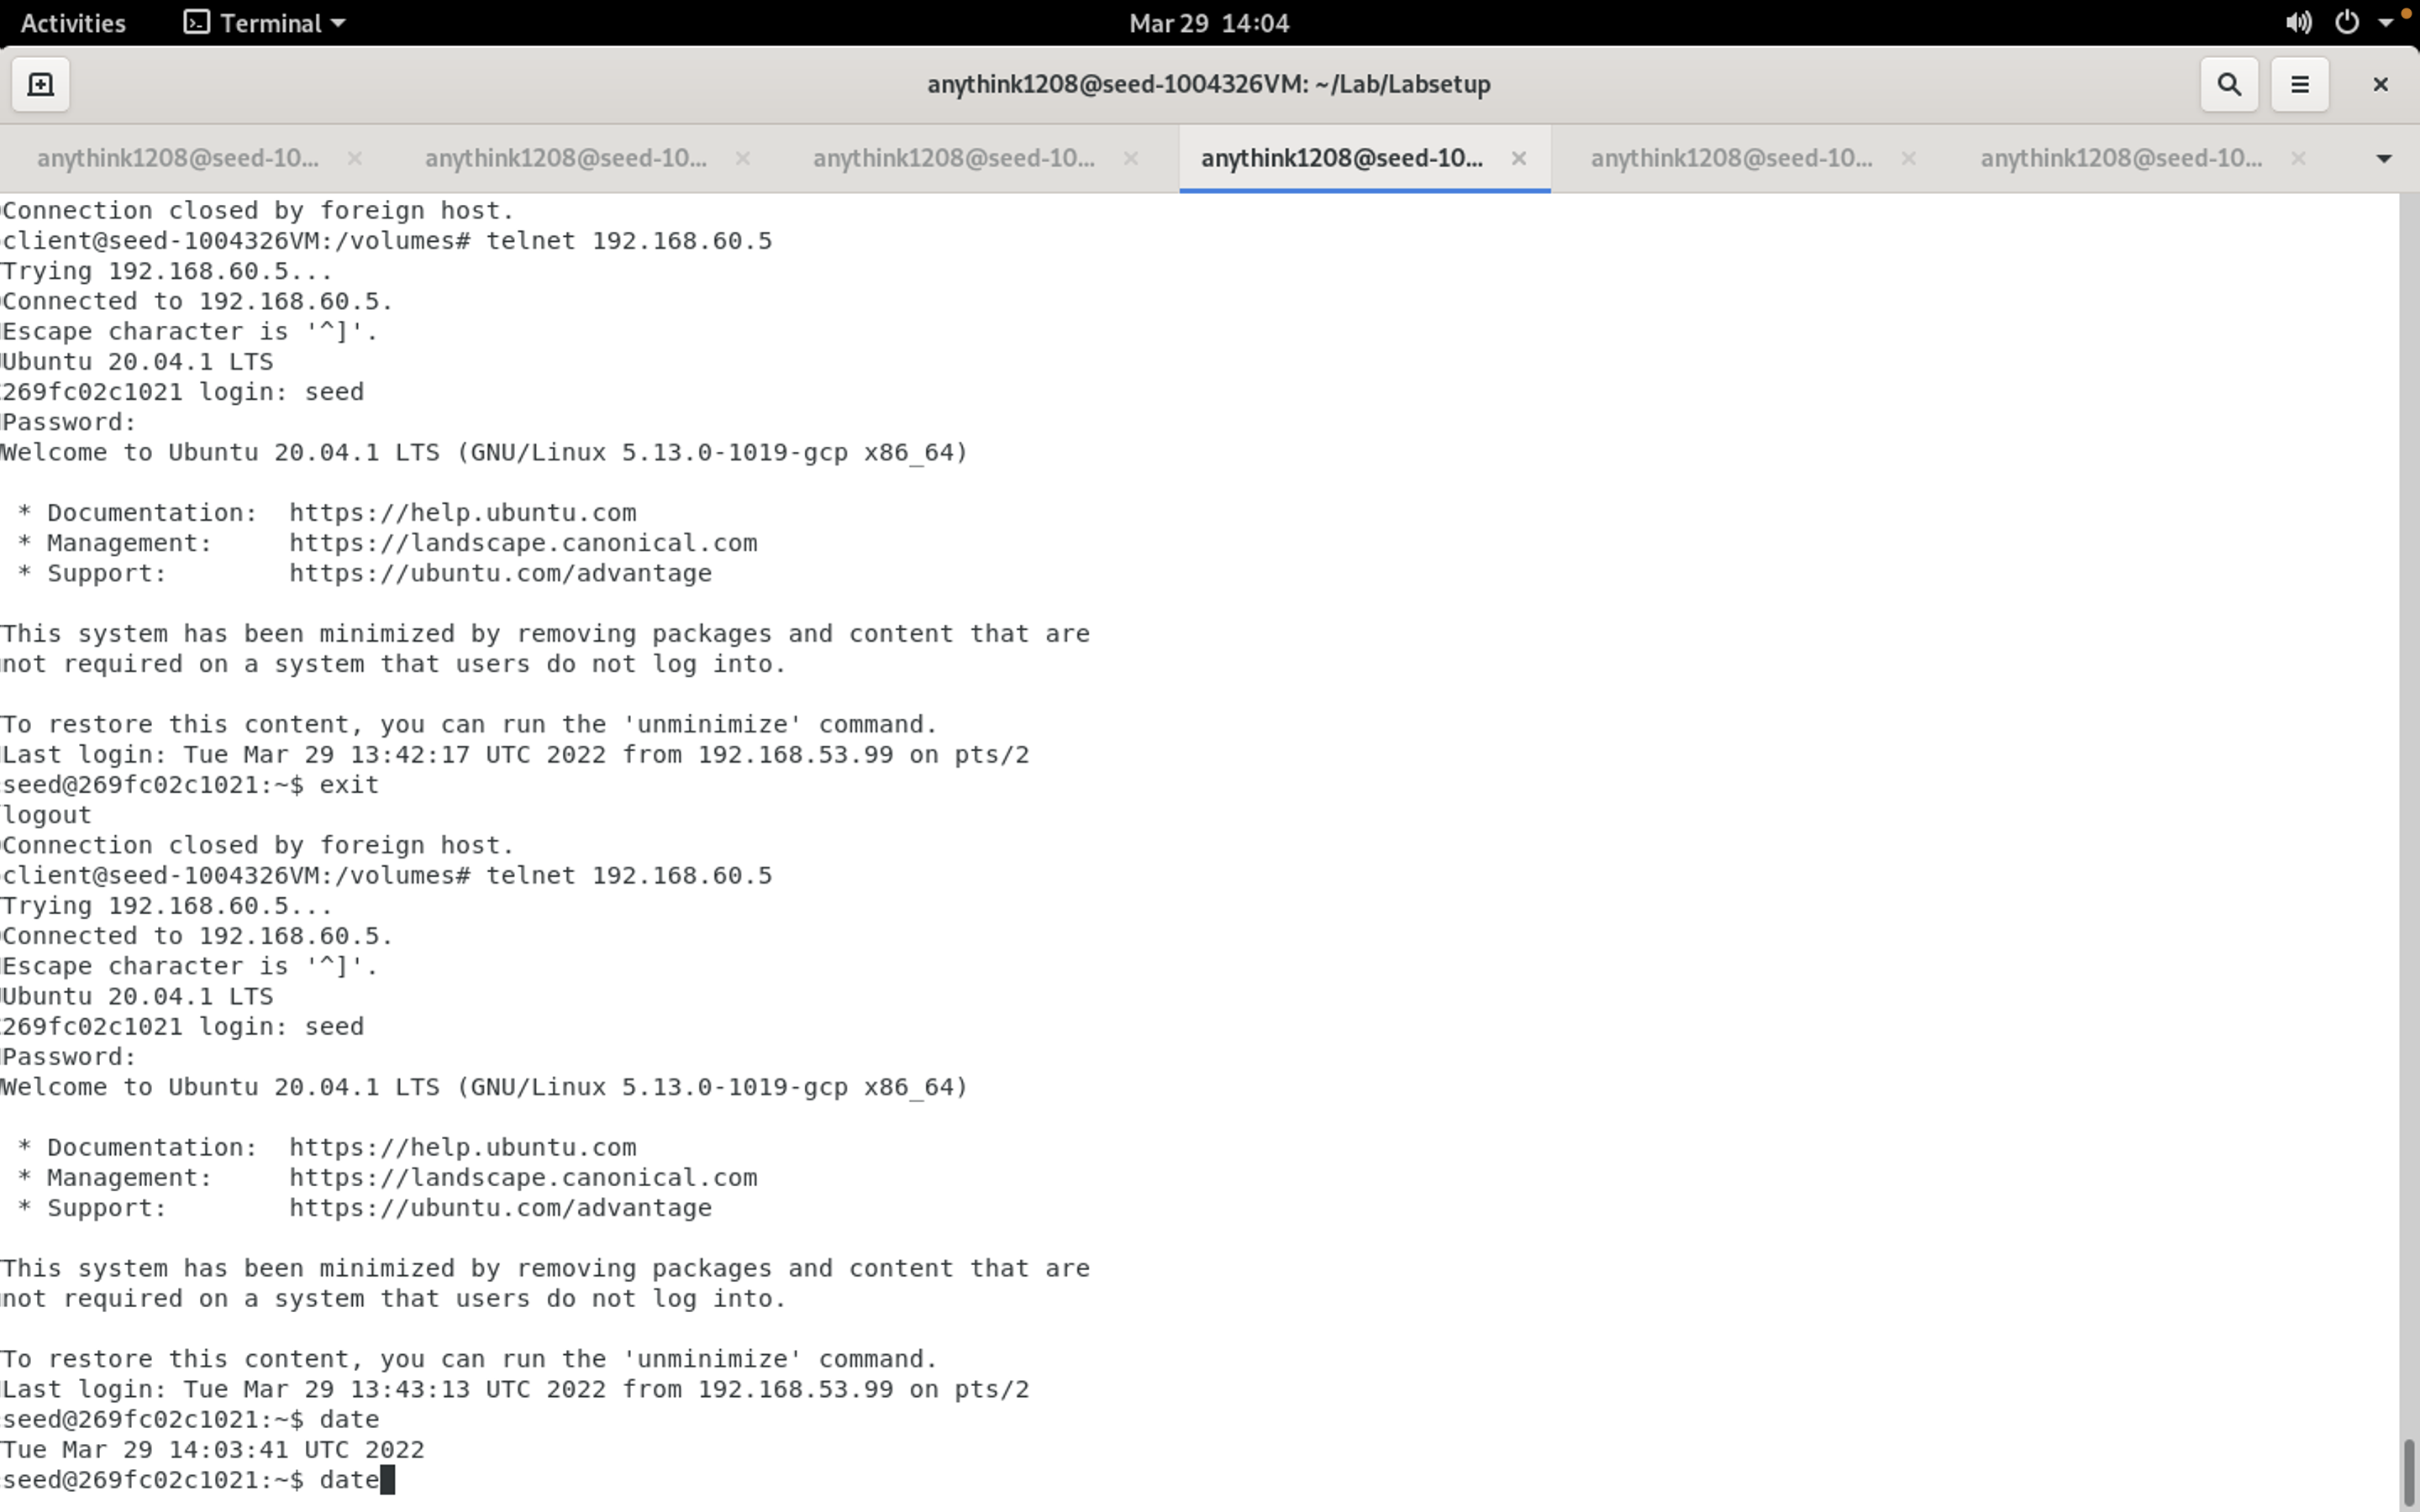 Activities Terminal Mar 29 14:04
anythink1208@seed-1004326VM: ~/Lab/Labsetup
anythink1208@seed-10... anythink1208@seed-10... anythink1208@seed-10... anythink1208@seed-10... anythink1208@seed-10... anythink1208@seed-10...
Connection closed by foreign host.
client@seed-1004326VM:/volumes# telnet 192.168.60.5
Trying 192.168.60.5...
Connected to 192.168.60.5.
Escape character is '^]'.
Ubuntu 20.04.1 LTS
269fc02c1021 login: seed
Password:
Welcome to Ubuntu 20.04.1 LTS (GNU/Linux 5.13.0-1019-gcp x86_64)
* Documentation:  https://help.ubuntu.com
* Management:     https://landscape.canonical.com
* Support:        https://ubuntu.com/advantage
This system has been minimized by removing packages and content that are
not required on a system that users do not log into.
To restore this content, you can run the 'unminimize' command.
Last login: Tue Mar 29 13:42:17 UTC 2022 from 192.168.53.99 on pts/2
seed@269fc02c1021:~$ exit
logout
Connection closed by foreign host.
client@seed-1004326VM:/volumes# telnet 192.168.60.5
Trying 192.168.60.5...
Connected to 192.168.60.5.
Escape character is '^]'.
Ubuntu 20.04.1 LTS
269fc02c1021 login: seed
Password:
Welcome to Ubuntu 20.04.1 LTS (GNU/Linux 5.13.0-1019-gcp x86_64)
* Documentation:  https://help.ubuntu.com
* Management:     https://landscape.canonical.com
* Support:        https://ubuntu.com/advantage
This system has been minimized by removing packages and content that are
not required on a system that users do not log into.
To restore this content, you can run the 'unminimize' command.
Last login: Tue Mar 29 13:43:13 UTC 2022 from 192.168.53.99 on pts/2
seed@269fc02c1021:~$ date
Tue Mar 29 14:03:41 UTC 2022
seed@269fc02c1021:~$ date